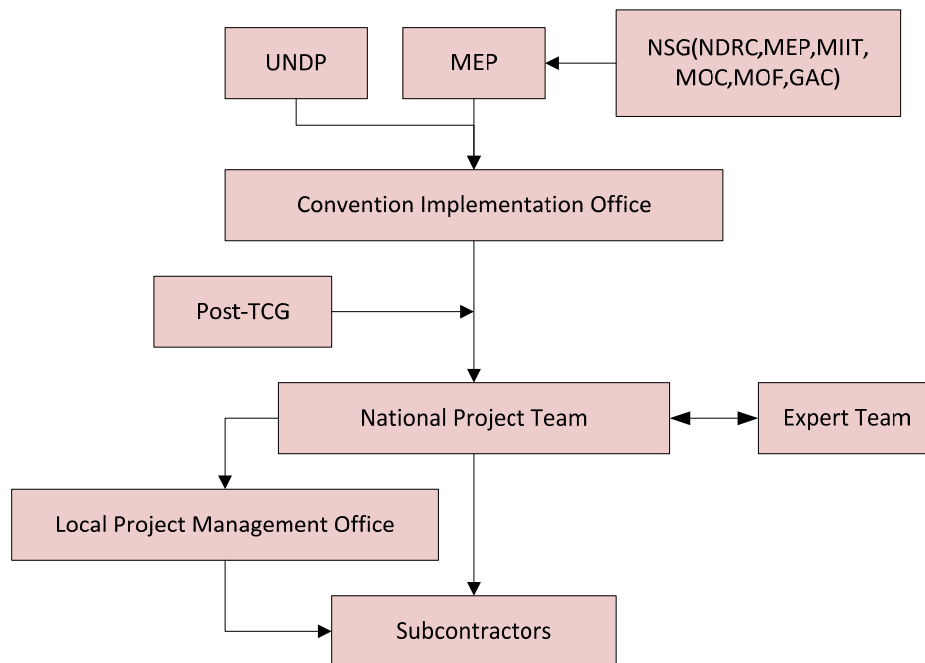 UNDP
MEP
NSG(NDRC,MEP,MIIT,
MOC,MOF,GAC)
Convention Implementation Office
Post-TCG
National Project Team
Expert Team
Local Project Management Office
Subcontractors